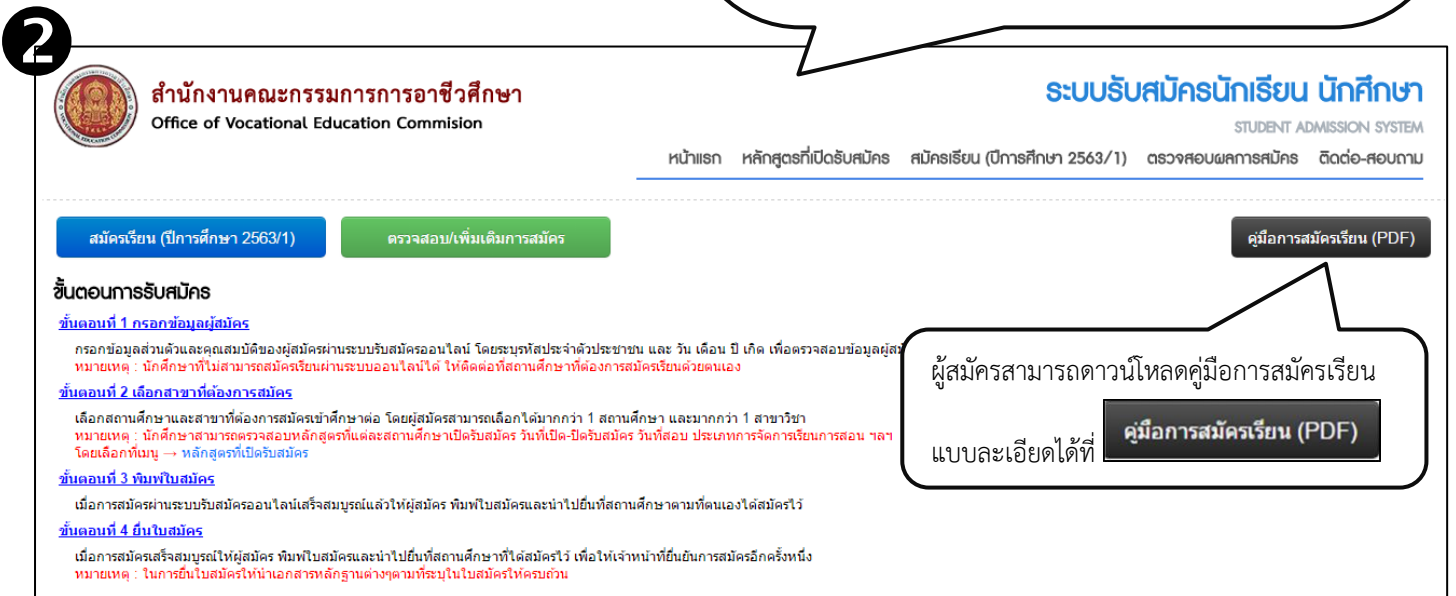 2
สำนักงานคณะกรรมการการอาชีวศึกษา
Office of Vocational Education Commision
ระบบรับสมัครนักเรียน นักศึกษา
STUDENT ADMISSION SYSTEM
หน้าแรก หลักสูตรที่เปิดรับสมัคร สมัครเรียน (ปีการศึกษา 2563/1) ตรวจสอบผลการสมัคร ติดต่อ-สอบถาม
สมัครเรียน (ปีการศึกษา 2563/1) ตรวจสอบ/เพิ่มเติมการสมัคร คู่มือการสมัครเรียน (PDF)
ขั้นตอนการรับสมัคร
ขั้นตอนที่ 1 กรอกข้อมูลผู้สมัคร
กรอกข้อมูลส่วนตัวและคุณสมบัติของผู้สมัครผ่านระบบรับสมัครออนไลน์ โดยระบุรหัสประจำตัวประชาชน และ วัน เดือน ปี เกิด เพื่อตรวจสอบข้อมูล
หมายเหตุ : นักศึกษาที่ไม่สามารถสมัครเรียนผ่านระบบออนไลน์ได้ ให้ติดต่อที่สถานศึกษาที่ต้องการสมัครเรียนด้วยตนเอง
ขั้นตอนที่ 2 เลือกสาขาที่ต้องการสมัคร
เลือกสถานศึกษาและสาขาที่ต้องการสมัครเข้าศึกษาต่อ โดยผู้สมัครสามารถเลือกได้มากกว่า 1 สถานศึกษา และมากกว่า 1 สาขาวิชา
หมายเหตุ : นักศึกษาสามารถตรวจสอบหลักสูตรที่แต่ละสถานศึกษาเปิดรับสมัคร วันที่เปิด-ปิดรับสมัคร วันที่สอบ ประเภทการจัดการเรียนการสอน ฯลฯ
โดยเลือกที่เมนู → หลักสูตรที่เปิดรับสมัคร
ขั้นตอนที่ 3 พิมพ์ใบสมัคร
เมื่อการสมัครผ่านระบบรับสมัครออนไลน์เสร็จสมบูรณ์แล้วให้ผู้สมัคร พิมพ์ใบสมัครและนำไปยื่นที่สถานศึกษาตามที่ตนเองได้สมัครไว้
ขั้นตอนที่ 4 ยื่นใบสมัคร
เมื่อการสมัครเสร็จสมบูรณ์ให้ผู้สมัคร พิมพ์ใบสมัครและนำไปยื่นที่สถานศึกษาที่ได้สมัครไว้ เพื่อให้เจ้าหน้าที่ยืนยันการสมัครอีกครั้งหนึ่ง
หมายเหตุ : ในการยื่นใบสมัครให้นำเอกสารหลักฐานต่างๆตามที่ระบุในใบสมัครให้ครบถ้วน
ผู้สมัครสามารถดาวน์โหลดคู่มือการสมัครเรียน
แบบละเอียดได้ที่ คู่มือการสมัครเรียน (PDF)